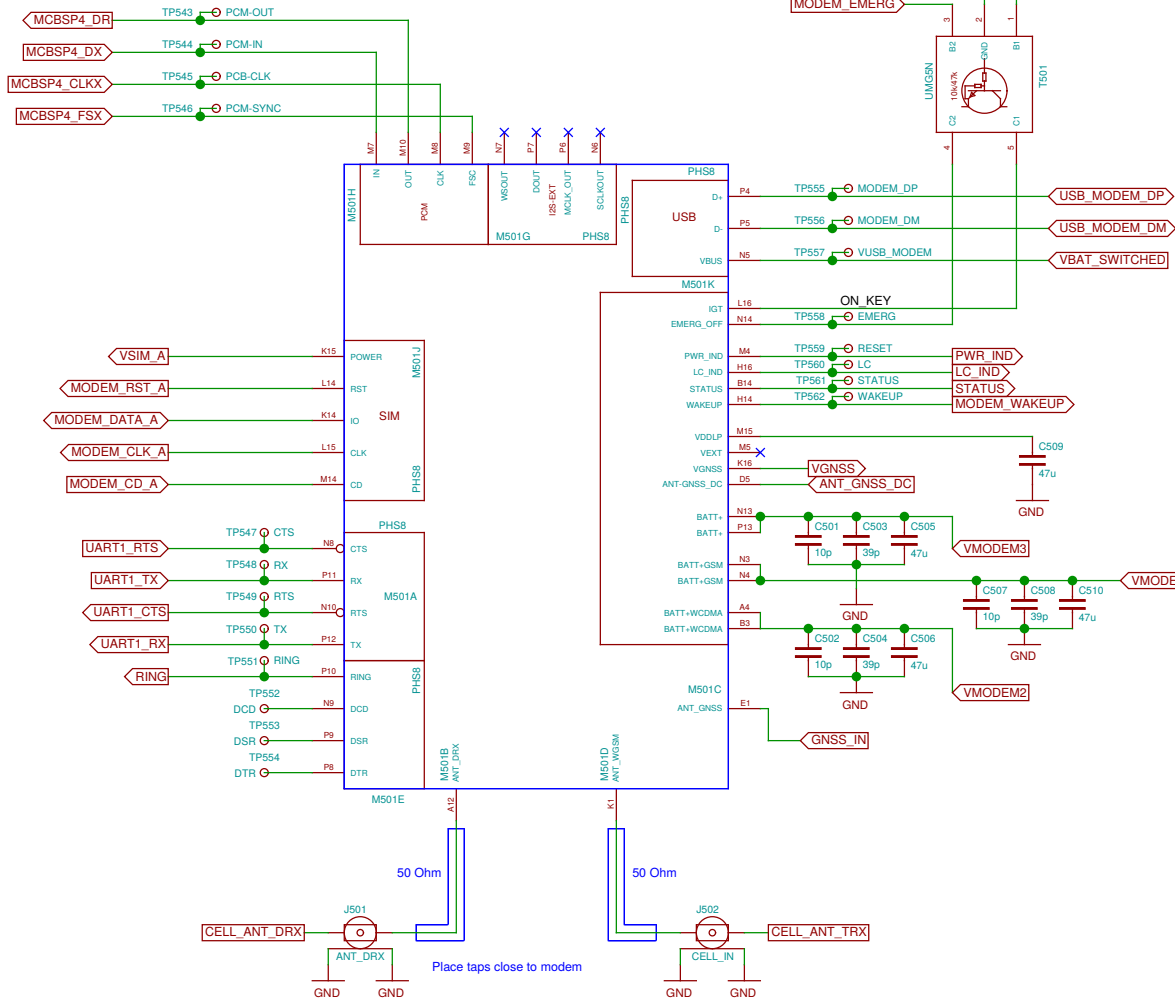 MODEM_EMERG
MCBSP4_DR TP543 PCM-OUT
MCBSP4_DX TP544 PCM-IN
MCBSP4_CLKX TP545 PCB-CLK
MCBSP4_FSX TP546 PCM-SYNC
3 2 1
B2 GND B1
UMG5N 10k/47k T501
C2 C1
4 5
M7 M10 M8 M9 N7 P7 P6 N6
IN OUT CLK FSC WSOUT DOUT MCLK_OUT SCLKOUT
M501H PCM I2S-EXT
M501G PHS8
PHS8
PHS8 USB
D+ P4 TP555 MODEM_DP USB_MODEM_DP
D- P5 TP556 MODEM_DM USB_MODEM_DM
VBUS N5 TP557 VUSB_MODEM VBAT_SWITCHED
M501K
IGT L16 ON_KEY
EMERG_OFF N14 TP558 EMERG
PWR_IND M4 TP559 RESET PWR_IND
LC_IND H16 TP560 LC LC_IND
STATUS B14 TP561 STATUS STATUS
WAKEUP H14 TP562 WAKEUP MODEM_WAKEUP
VDDLP M15 C509 47u GND
VEXT M5
VGNSS K16 VGNSS
ANT-GNSS_DC D5 ANT_GNSS_DC
VSIM_A K15 POWER
MODEM_RST_A L14 RST
MODEM_DATA_A K14 IO
MODEM_CLK_A L15 CLK
MODEM_CD_A M14 CD
M501J SIM PHS8
BATT+ N13
BATT+ P13
C501 C503 C505
10p 39p 47u
GND
VMODEM3
BATT+GSM N3
BATT+GSM N4
VMODE
C507 C508 C510
10p 39p 47u
GND
BATT+WCDMA A4
BATT+WCDMA B3
C502 C504 C506
10p 39p 47u
GND
VMODEM2
PHS8
TP547 CTS
UART1_RTS N8 CTS
TP548 RX
UART1_TX P11 RX
M501A
TP549 RTS
UART1_CTS N10 RTS
TP550 TX
UART1_RX P12 TX
TP551 RING
RING P10 RING
PHS8
TP552
DCD N9 DCD
TP553
DSR P9 DSR
TP554
DTR P8 DTR
M501E
M501C
ANT_GNSS E1
GNSS_IN
M501B
ANT_DRX
A12
M501D
ANT_WGSM
K1
50 Ohm 50 Ohm
J501 J502
CELL_ANT_DRX CELL_ANT_TRX
ANT_DRX CELL_IN
Place taps close to modem
GND GND GND GND